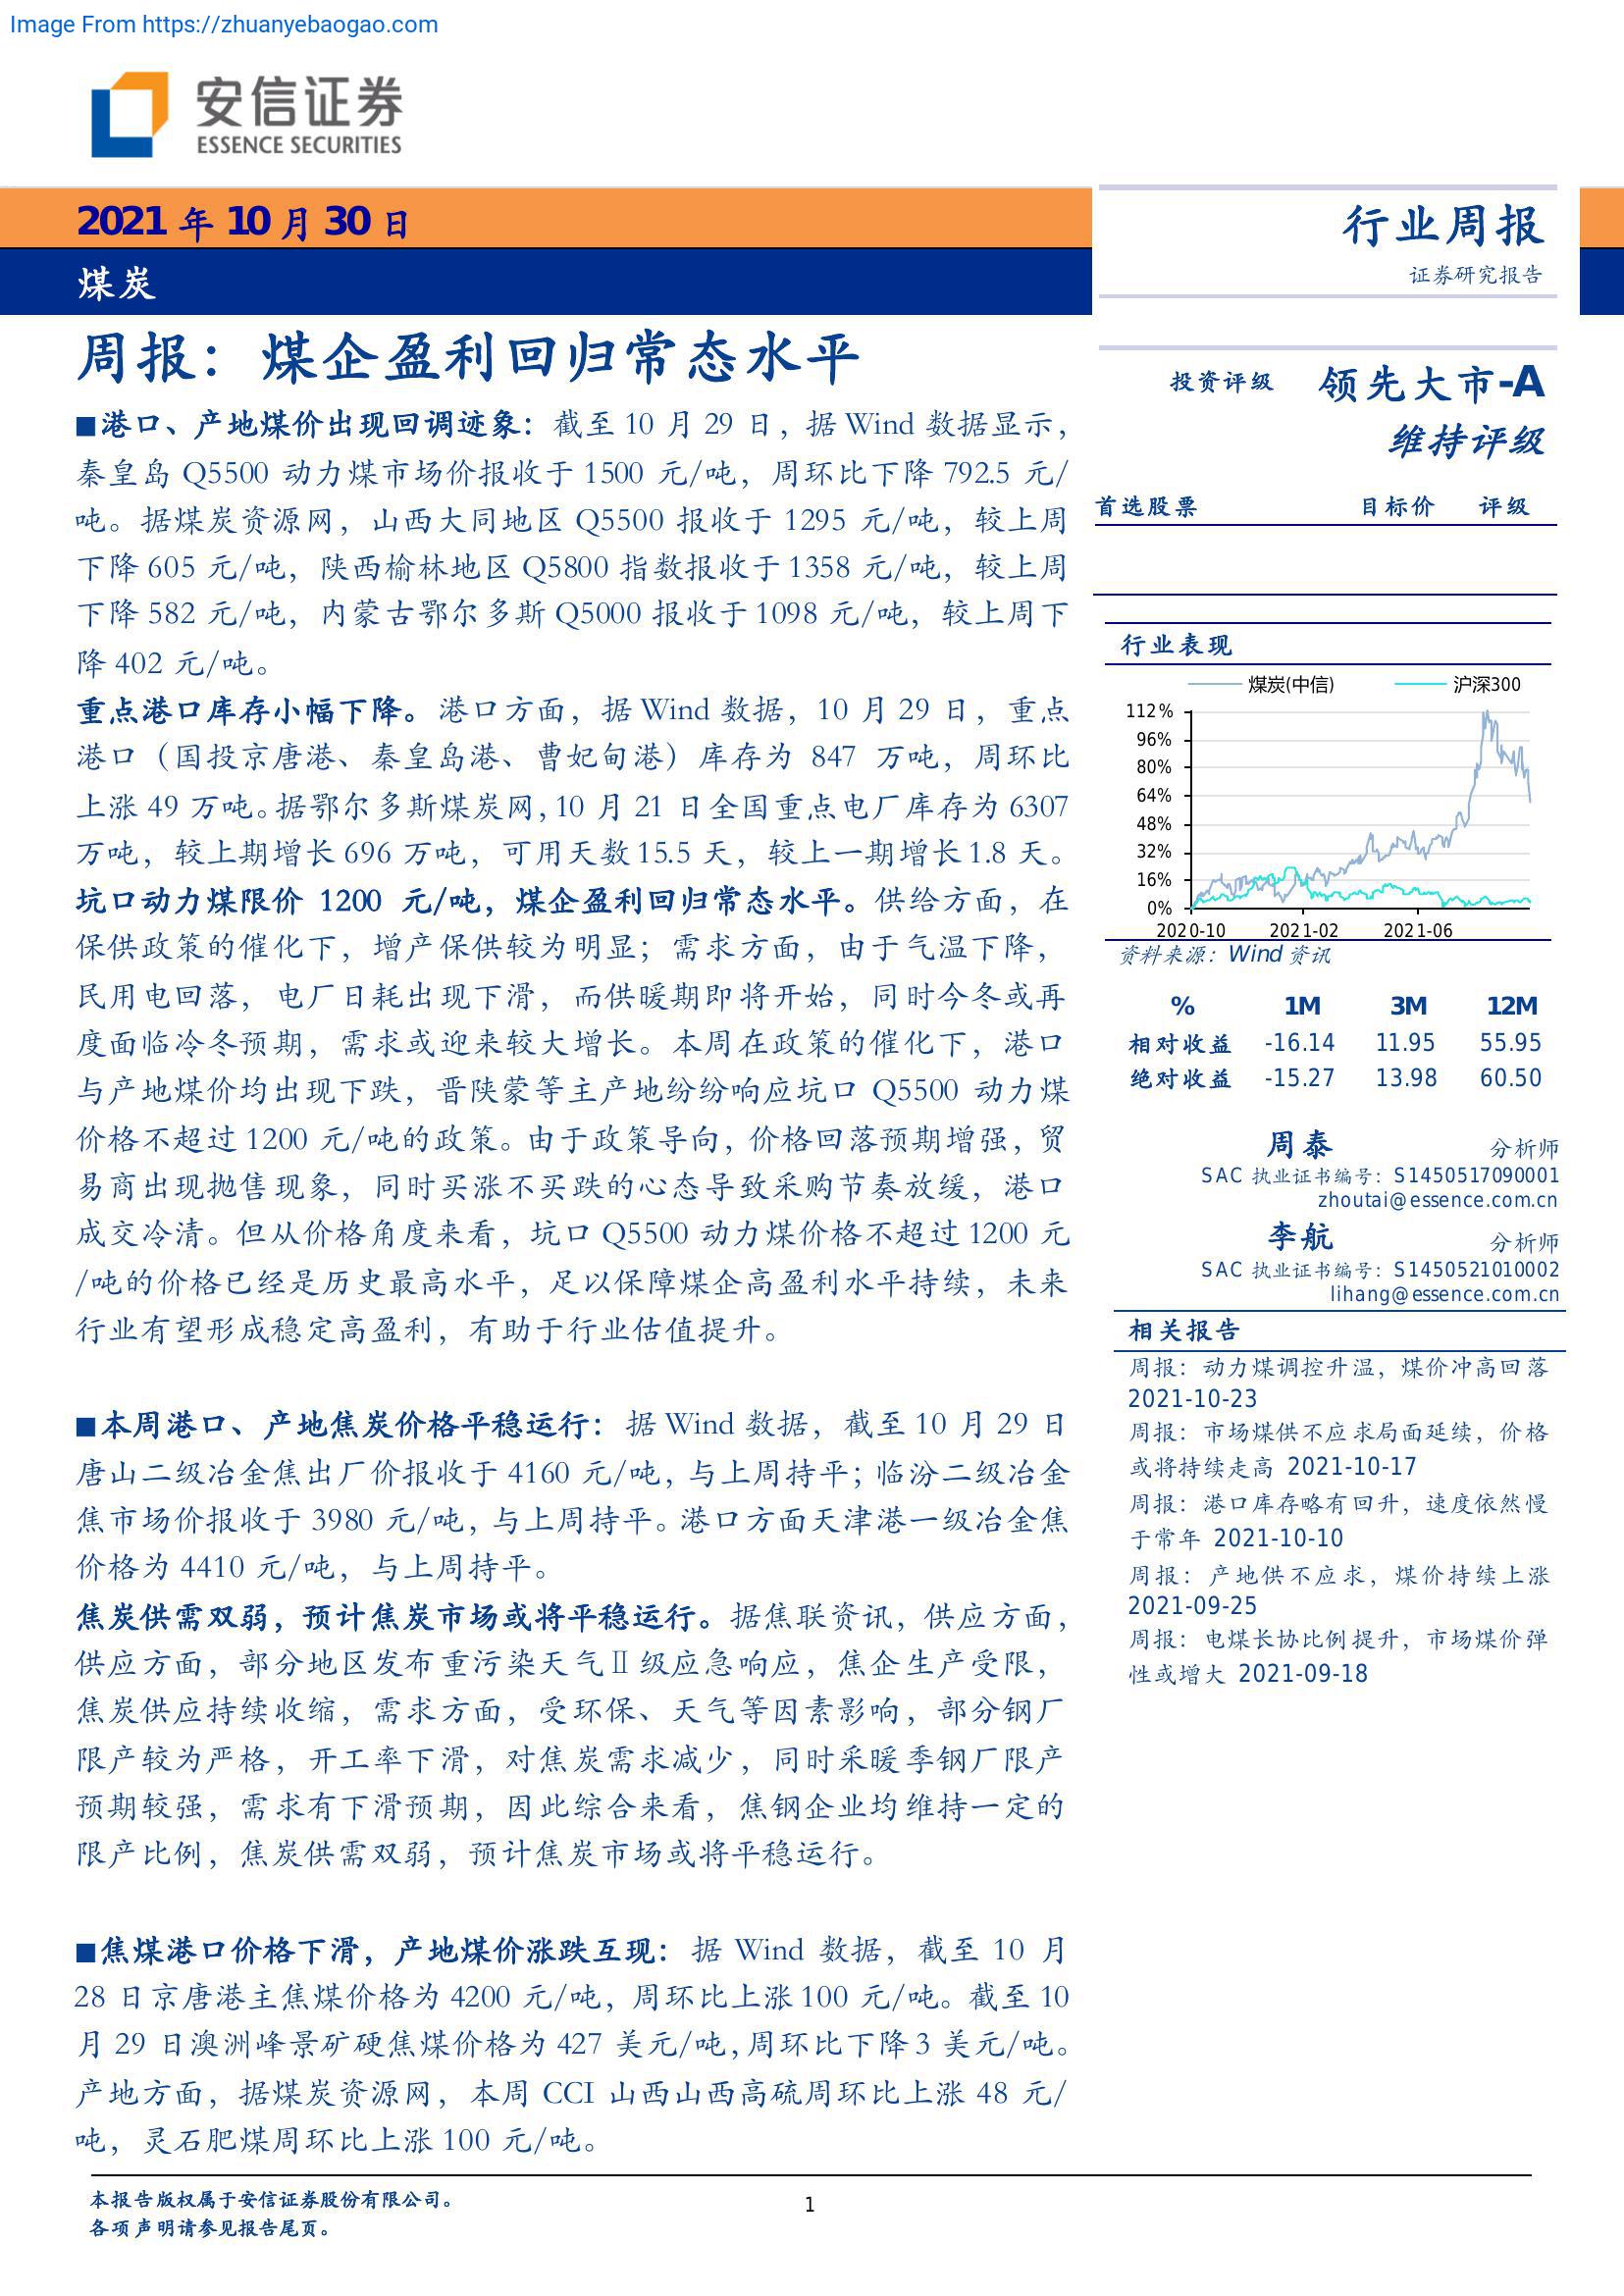 Image From https://zhuanyebaogao.com
安信证券
ESSENCE SECURITIES
2021 年 10 月 30 日
煤炭
行业周报
证券研究报告
周报：煤企盈利回归常态水平
■港口、产地煤价出现回调迹象：截至 10 月 29 日，据 Wind 数据显示，
秦皇岛 Q5500 动力煤市场价报收于 1500 元/吨，周环比下降 792.5 元/
吨。据煤炭资源网，山西大同地区 Q5500 报收于 1295 元/吨，较上周
下降 605 元/吨，陕西榆林地区 Q5800 指数报收于 1358 元/吨，较上周
下降 582 元/吨，内蒙古鄂尔多斯 Q5000 报收于 1098 元/吨，较上周下
降 402 元/吨。
重点港口库存小幅下降。港口方面，据 Wind 数据，10 月 29 日，重点
港口（国投京唐港、秦皇岛港、曹妃甸港）库存为 847 万吨，周环比
上涨 49 万吨。据鄂尔多斯煤炭网，10 月 21 日全国重点电厂库存为 6307
万吨，较上期增长 696 万吨，可用天数 15.5 天，较上一期增长 1.8 天。
坑口动力煤限价 1200 元/吨，煤企盈利回归常态水平。供给方面，在
保供政策的催化下，增产保供较为明显；需求方面，由于气温下降，
民用电回落，电厂日耗出现下滑，而供暖期即将开始，同时今冬或再
度面临冷冬预期，需求或迎来较大增长。本周在政策的催化下，港口
与产地煤价均出现下跌，晋陕蒙等主产地纷纷响应坑口 Q5500 动力煤
价格不超过 1200 元/吨的政策。由于政策导向，价格回落预期增强，贸
易商出现抛售现象，同时买涨不买跌的心态导致采购节奏放缓，港口
成交冷清。但从价格角度来看，坑口 Q5500 动力煤价格不超过 1200 元
/吨的价格已经是历史最高水平，足以保障煤企高盈利水平持续，未来
行业有望形成稳定高盈利，有助于行业估值提升。
■本周港口、产地焦炭价格平稳运行：据 Wind 数据，截至 10 月 29 日
唐山二级冶金焦出厂价报收于 4160 元/吨，与上周持平；临汾二级冶金
焦市场价报收于 3980 元/吨，与上周持平。港口方面天津港一级冶金焦
价格为 4410 元/吨，与上周持平。
焦炭供需双弱，预计焦炭市场或将平稳运行。据焦联资讯，供应方面，
供应方面，部分地区发布重污染天气Ⅱ级应急响应，焦企生产受限，
焦炭供应持续收缩，需求方面，受环保、天气等因素影响，部分钢厂
限产较为严格，开工率下滑，对焦炭需求减少，同时采暖季钢厂限产
预期较强，需求有下滑预期，因此综合来看，焦钢企业均维持一定的
限产比例，焦炭供需双弱，预计焦炭市场或将平稳运行。
■焦煤港口价格下滑，产地煤价涨跌互现：据 Wind 数据，截至 10 月
28 日京唐港主焦煤价格为 4200 元/吨，周环比上涨 100 元/吨。截至 10
月 29 日澳洲峰景矿硬焦煤价格为 427 美元/吨，周环比下降 3 美元/吨。
产地方面，据煤炭资源网，本周 CCI 山西山西高硫周环比上涨 48 元/
吨，灵石肥煤周环比上涨 100 元/吨。
投资评级 领先大市-A
维持评级
首选股票 目标价 评级
行业表现
煤炭(中信) 沪深300
112%
96%
80%
64%
48%
32%
16%
0%
2020-10 2021-02 2021-06
资料来源：Wind 资讯
% 1M 3M 12M
相对收益 -16.14 11.95 55.95
绝对收益 -15.27 13.98 60.50
周泰 分析师
SAC 执业证书编号：S1450517090001
zhoutai@essence.com.cn
李航 分析师
SAC 执业证书编号：S1450521010002
lihang@essence.com.cn
相关报告
周报：动力煤调控升温，煤价冲高回落
2021-10-23
周报：市场煤供不应求局面延续，价格
或将持续走高 2021-10-17
周报：港口库存略有回升，速度依然慢
于常年 2021-10-10
周报：产地供不应求，煤价持续上涨
2021-09-25
周报：电煤长协比例提升，市场煤价弹
性或增大 2021-09-18
本报告版权属于安信证券股份有限公司。
各项声明请参见报告尾页。
1